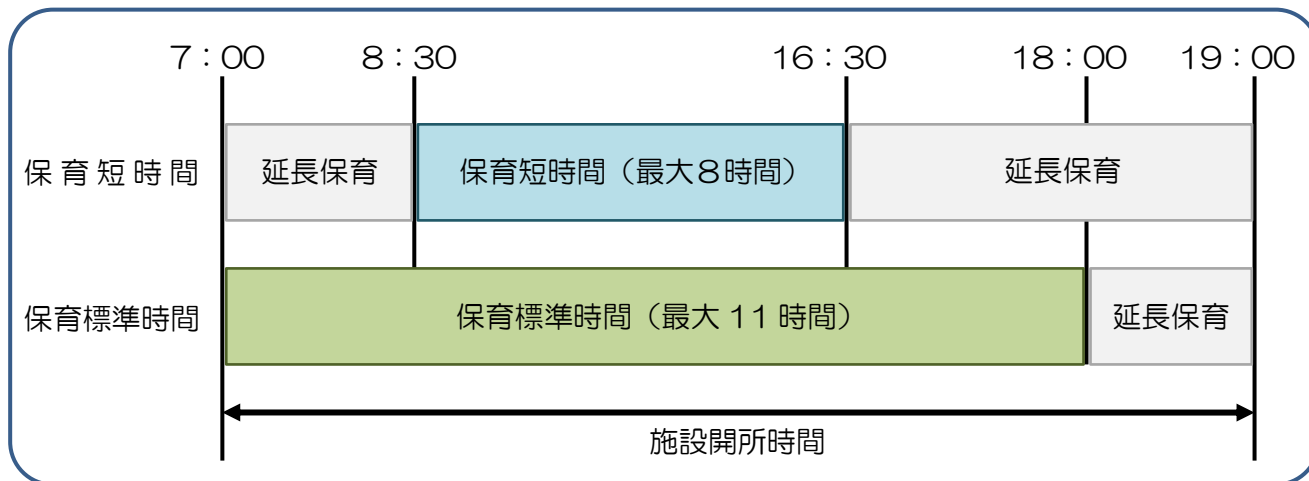 7：00 8：30 16：30 18：00 19：00
保育短時間 延長保育 保育短時間（最大８時間） 延長保育
保育標準時間 保育標準時間（最大 11 時間） 延長保育
施設開所時間